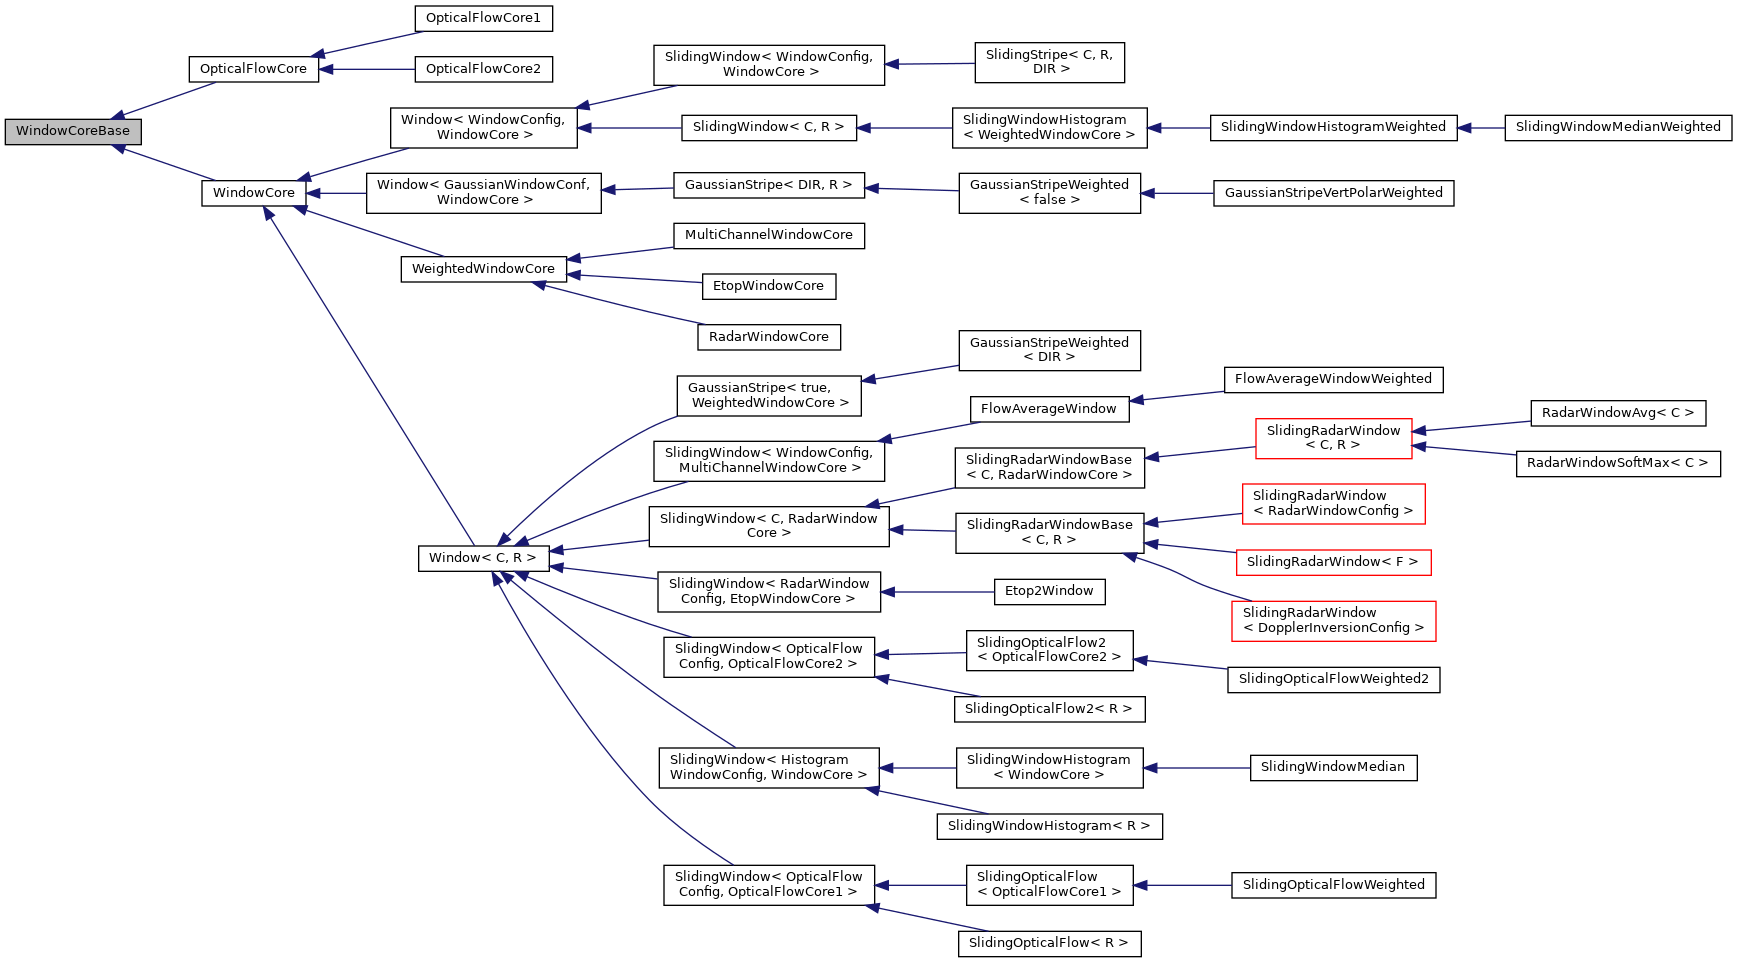 WindowCoreBase
OpticalFlowCore
OpticalFlowCore1
OpticalFlowCore2
WindowCore
Window< WindowConfig,
WindowCore >
SlidingWindow< WindowConfig,
WindowCore >
SlidingStripe< C, R,
DIR >
SlidingWindow< C, R >
SlidingWindowHistogram
< WeightedWindowCore >
SlidingWindowHistogramWeighted
SlidingWindowMedianWeighted
Window< GaussianWindowConf,
WindowCore >
GaussianStripe< DIR, R >
GaussianStripeWeighted
< false >
GaussianStripeVertPolarWeighted
WeightedWindowCore
MultiChannelWindowCore
EtopWindowCore
RadarWindowCore
Window< C, R >
GaussianStripe< true,
WeightedWindowCore >
GaussianStripeWeighted
< DIR >
SlidingWindow< WindowConfig,
MultiChannelWindowCore >
FlowAverageWindow
FlowAverageWindowWeighted
SlidingWindow< C, RadarWindow
Core >
SlidingRadarWindowBase
< C, RadarWindowCore >
SlidingRadarWindow
< C, R >
RadarWindowAvg< C >
RadarWindowSoftMax< C >
SlidingRadarWindowBase
< C, R >
SlidingRadarWindow
< RadarWindowConfig >
SlidingRadarWindow< F >
SlidingRadarWindow
< DopplerInversionConfig >
SlidingWindow< RadarWindow
Config, EtopWindowCore >
Etop2Window
SlidingWindow< OpticalFlow
Config, OpticalFlowCore2 >
SlidingOpticalFlow2
< OpticalFlowCore2 >
SlidingOpticalFlowWeighted2
SlidingOpticalFlow2< R >
SlidingWindow< Histogram
WindowConfig, WindowCore >
SlidingWindowHistogram
< WindowCore >
SlidingWindowMedian
SlidingWindowHistogram< R >
SlidingWindow< OpticalFlow
Config, OpticalFlowCore1 >
SlidingOpticalFlow
< OpticalFlowCore1 >
SlidingOpticalFlowWeighted
SlidingOpticalFlow< R >